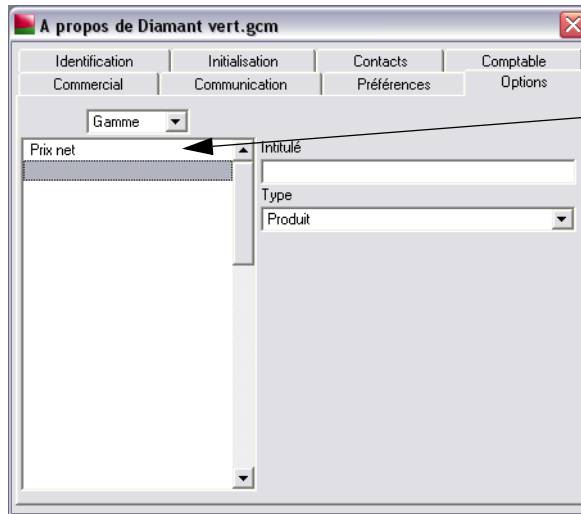 A propos de Diamant vert.gcm
Identification Initialisation Contacts Comptable
Commercial Communication Préférences Options
Gamme
Prix net
Intitulé
Type
Produit